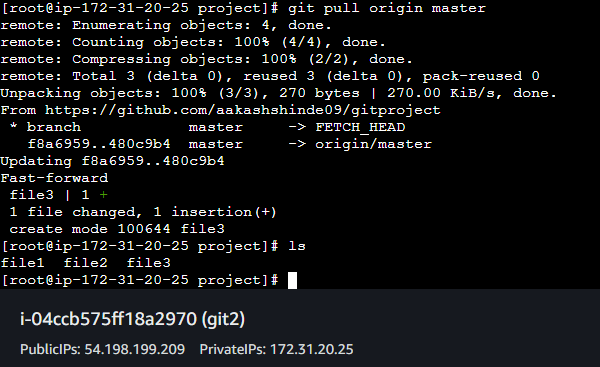 [root@ip-172-31-20-25 project]# git pull origin master
remote: Enumerating objects: 4, done.
remote: Counting objects: 100% (4/4), done.
remote: Compressing objects: 100% (2/2), done.
remote: Total 3 (delta 0), reused 3 (delta 0), pack-reused 0
Unpacking objects: 100% (3/3), 270 bytes | 270.00 KiB/s, done.
From https://github.com/aakashshinde09/gitproject
 * branch            master     -> FETCH_HEAD
   f8a6959..480c9b4  master     -> origin/master
Updating f8a6959..480c9b4
Fast-forward
 file3 | 1 +
 1 file changed, 1 insertion(+)
 create mode 100644 file3
[root@ip-172-31-20-25 project]# ls
file1  file2  file3
[root@ip-172-31-20-25 project]#
i-04ccb575ff18a2970 (git2)
PublicIPs: 54.198.199.209   PrivateIPs: 172.31.20.25